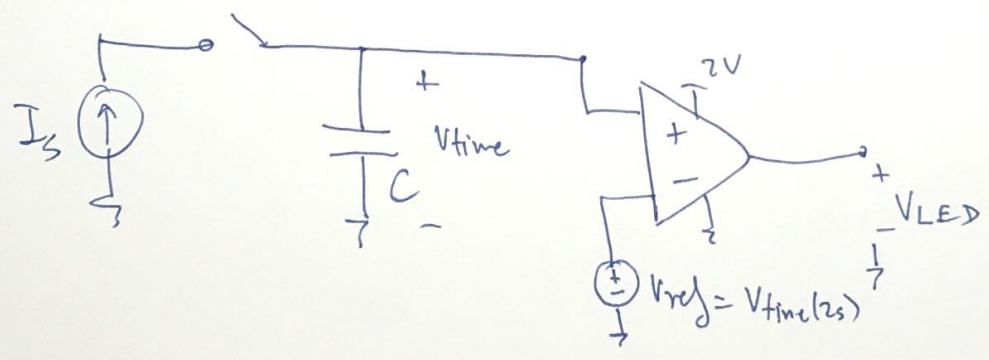 2V
+
+
Is
Vtime
-
C
-
+
VLED
-
+
-
Vref = Vtime(2s)